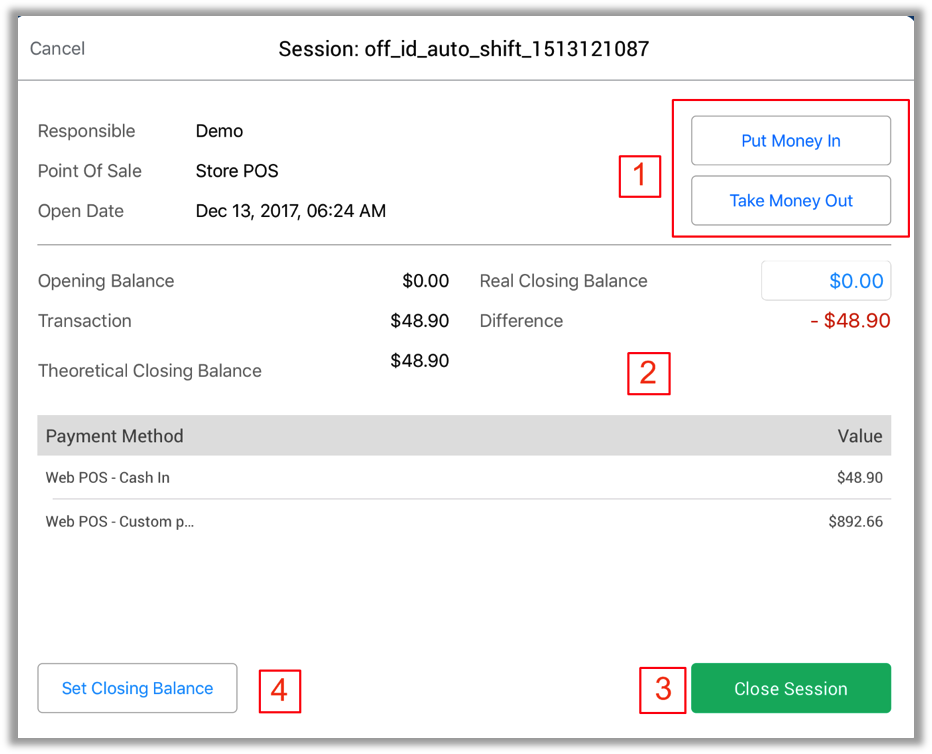 Cancel Session: off_id_auto_shift_1513121087
Responsible Demo Put Money In
1
Point Of Sale Store POS
Take Money Out
Open Date Dec 13, 2017, 06:24 AM
Opening Balance $0.00 Real Closing Balance $0.00
Transaction $48.90 Difference - $48.90
Theoretical Closing Balance $48.90
2
Payment Method Value
Web POS - Cash In $48.90
Web POS - Custom p... $892.66
Set Closing Balance 4 3 Close Session